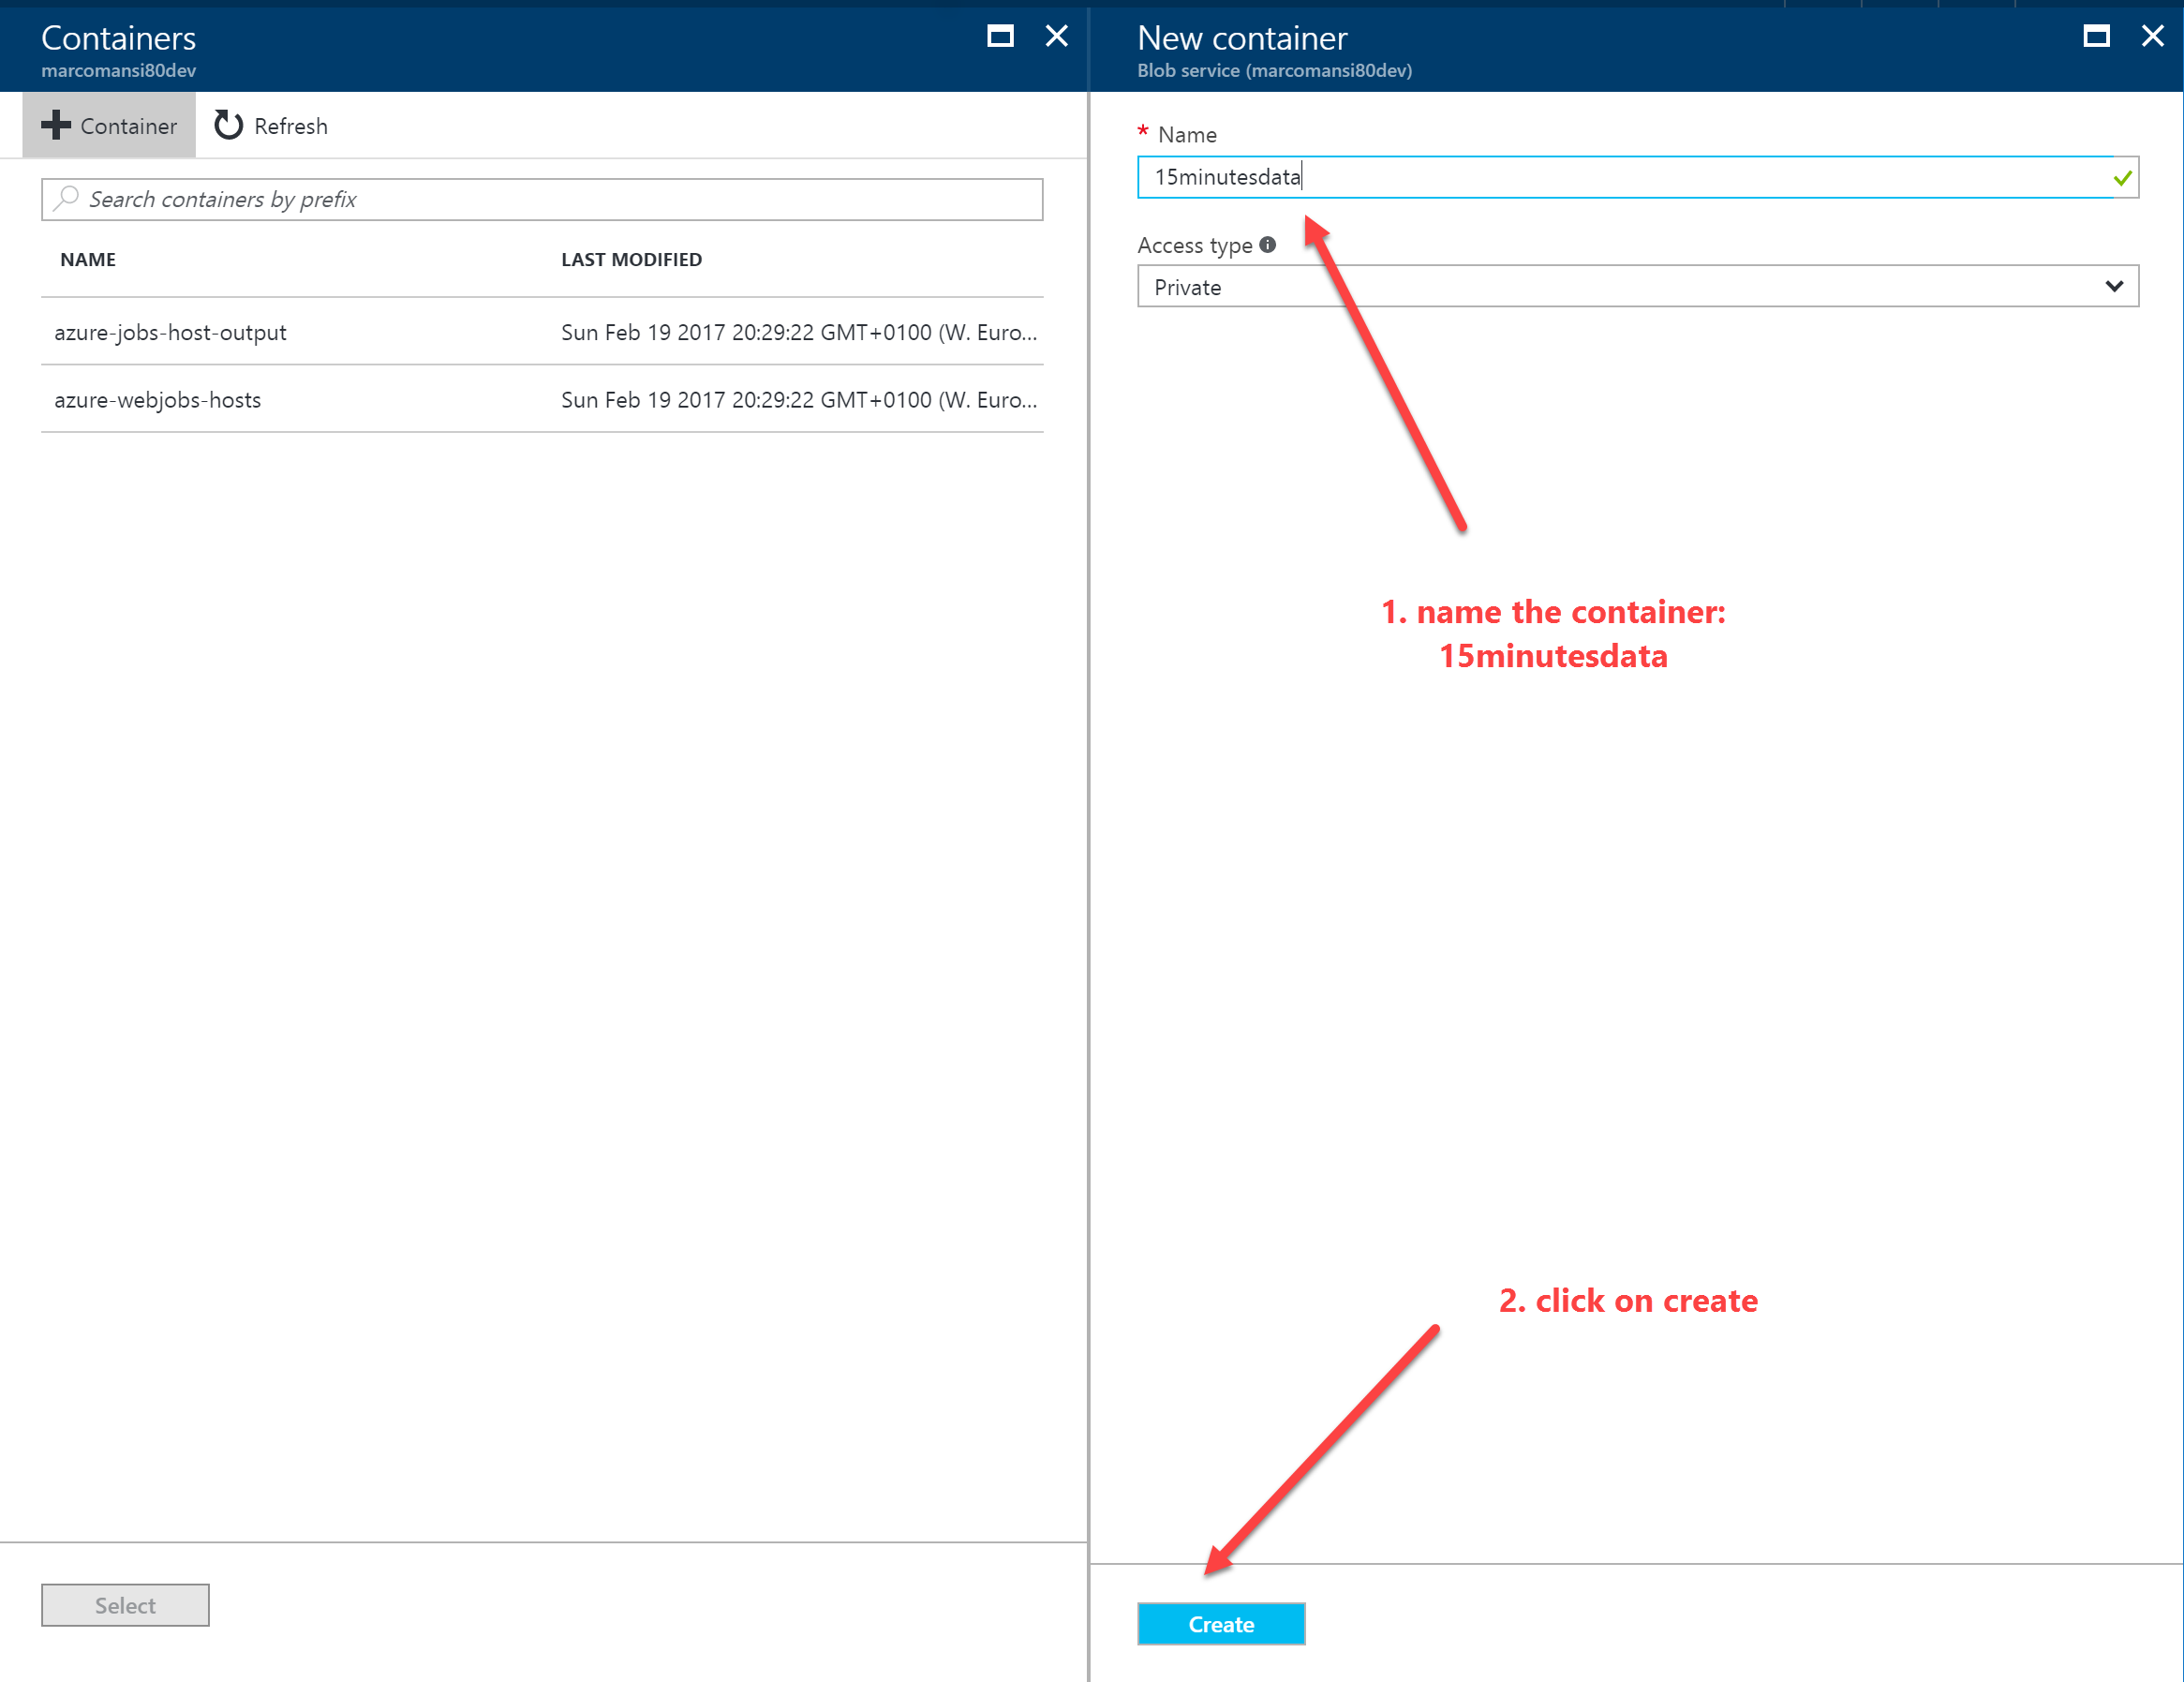 Containers
marcomansi80dev
Container
Refresh
Search containers by prefix
NAME
LAST MODIFIED
azure-jobs-host-output
Sun Feb 19 2017 20:29:22 GMT+0100 (W. Euro...
azure-webjobs-hosts
Sun Feb 19 2017 20:29:22 GMT+0100 (W. Euro...
Select
New container
Blob service (marcomansi80dev)
* Name
15minutesdata
Access type
Private
1. name the container:
15minutesdata
2. click on create
Create